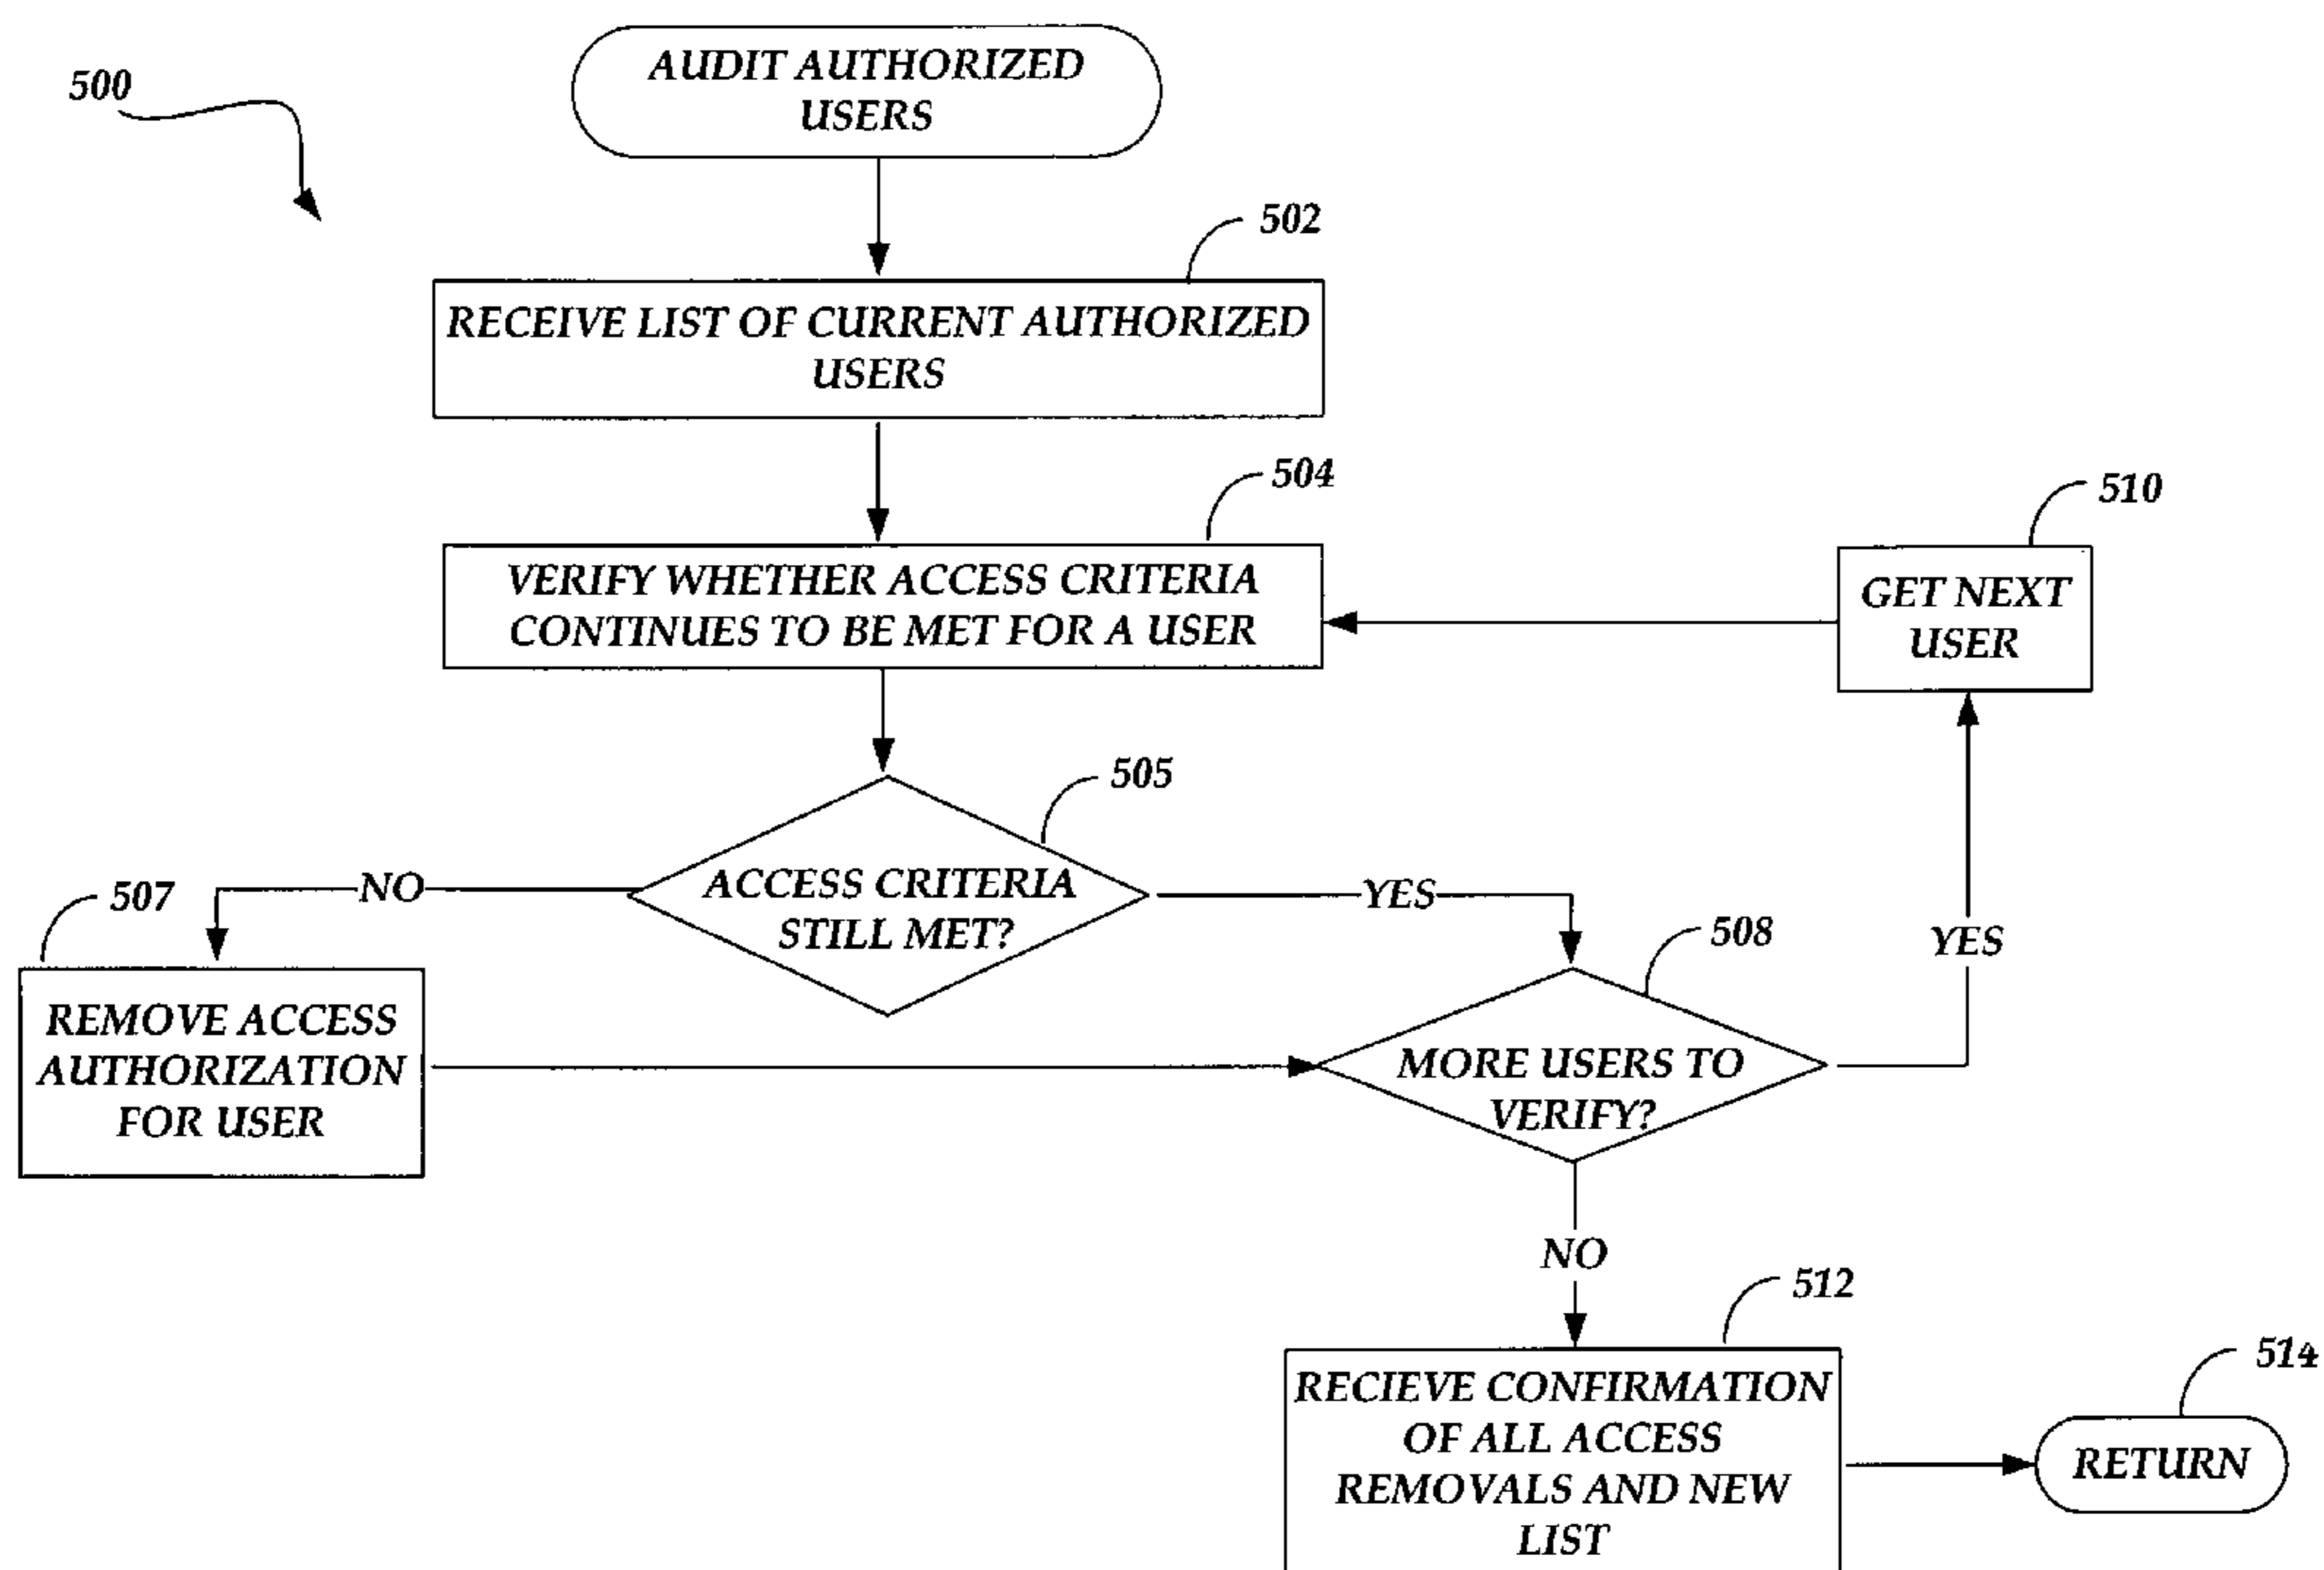 500
AUDIT AUTHORIZED
USERS
502
RECEIVE LIST OF CURRENT AUTHORIZED
USERS
504
VERIFY WHETHER ACCESS CRITERIA
CONTINUES TO BE MET FOR A USER
510
GET NEXT
USER
505
ACCESS CRITERIA
STILL MET?
NO
YES
507
REMOVE ACCESS
AUTHORIZATION
FOR USER
508
MORE USERS TO
VERIFY?
YES
NO
512
RECIEVE CONFIRMATION
OF ALL ACCESS
REMOVALS AND NEW
LIST
514
RETURN